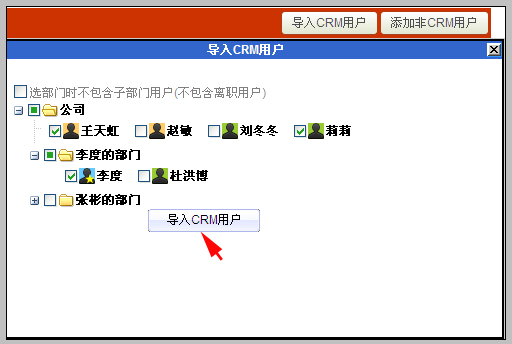 导入CRM用户 添加非CRM用户
导入CRM用户
选部门时不包含子部门用户(不包含离职用户)
公司
王天虹 赵敏 刘冬冬 莉莉
李度的部门
李度 杜洪博
张彬的部门
导入CRM用户